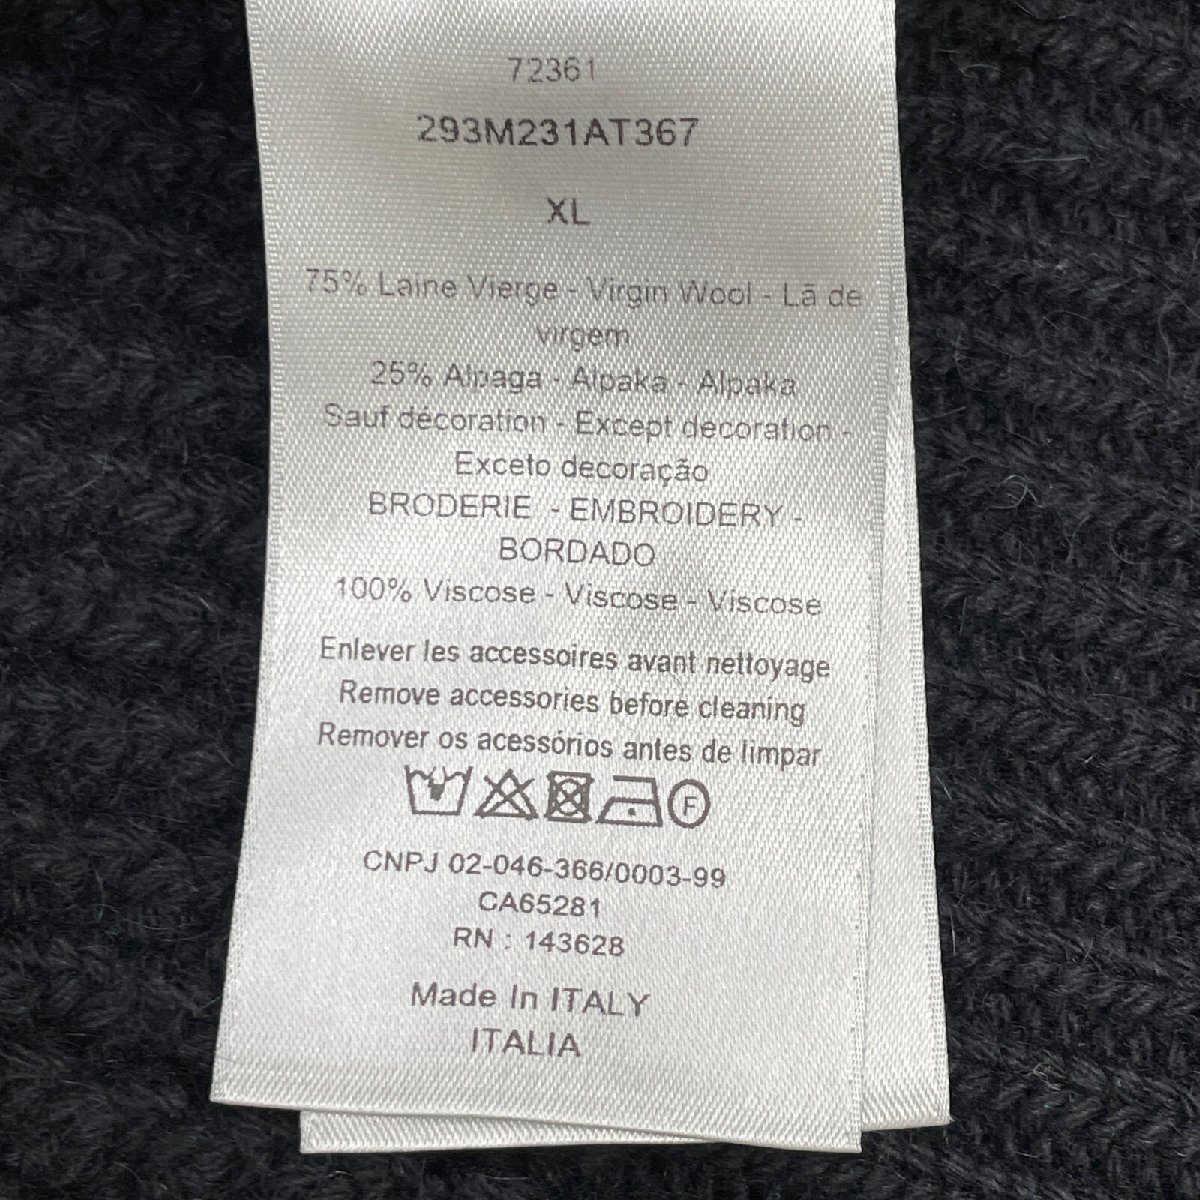 72361
293M231AT367
XL
75% Laine Vierge - Virgin Wool - Lã de
virgem
25% Alpaga - Alpaka - Alpaka
Sauf décoration - Except decoration -
Exceto decoração
BRODERIE - EMBROIDERY -
BORDADO
100% Viscose - Viscose - Viscose
Enlever les accessoires avant nettoyage
Remove accessories before cleaning
Remover os acessórios antes de limpar
F
CNPJ 02-046-366/0003-99
CA65281
RN : 143628
Made In ITALY
ITALIA